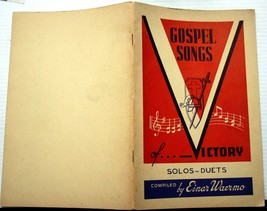 GOSPEL
SONGS
of... VICTORY
SOLOS-DUETS
COMPILED by Einar Waermo